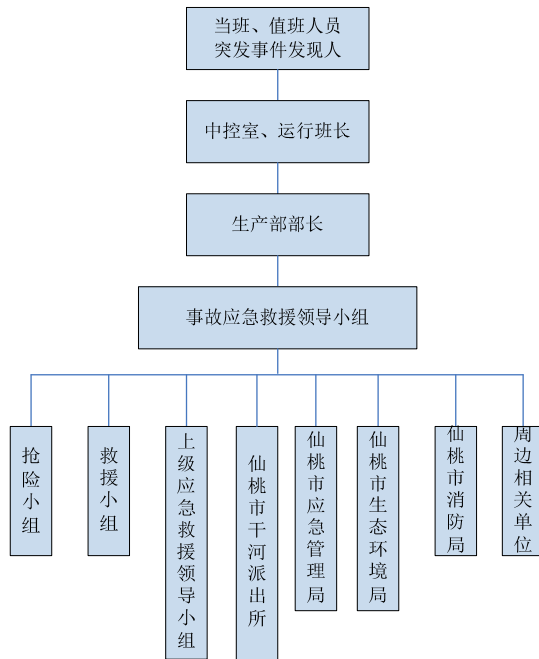 当班、值班人员
突发事件发现人
中控室、运行班长
生产部部长
事故应急救援领导小组
抢险小组
救援小组
上级应急救援领导小组
仙桃市干河派出所
仙桃市应急管理局
仙桃市生态环境局
仙桃市消防局
周边相关单位